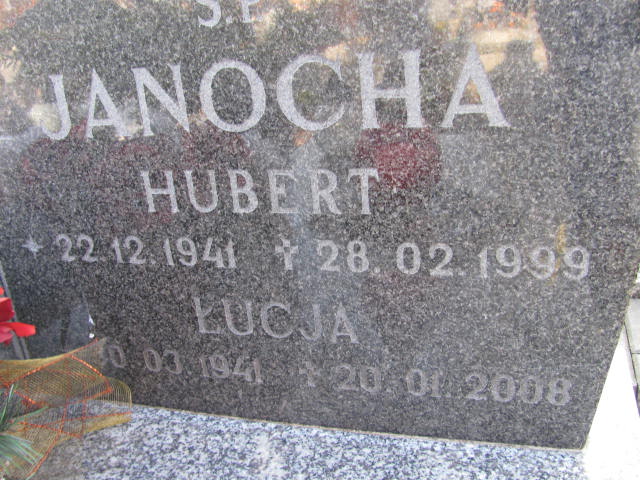 Ś.P
JANOCHA
HUBERT
* 22.12.1941 † 28.02.1999
ŁUCJA
03.1941 † 20.01.2008